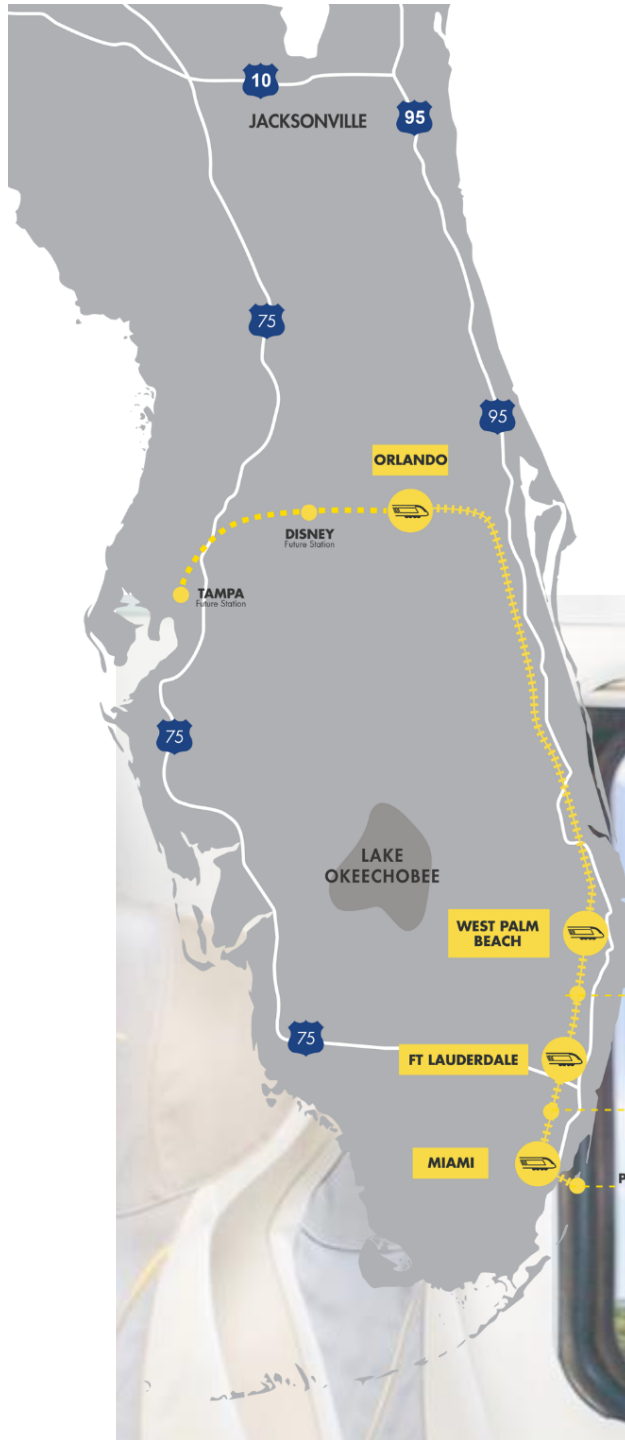 10
JACKSONVILLE
95
75
95
ORLANDO
DISNEY
Future Station
TAMPA
Future Station
75
LAKE
OKEECHOBEE
WEST PALM
BEACH
75
FT LAUDERDALE
MIAMI
P